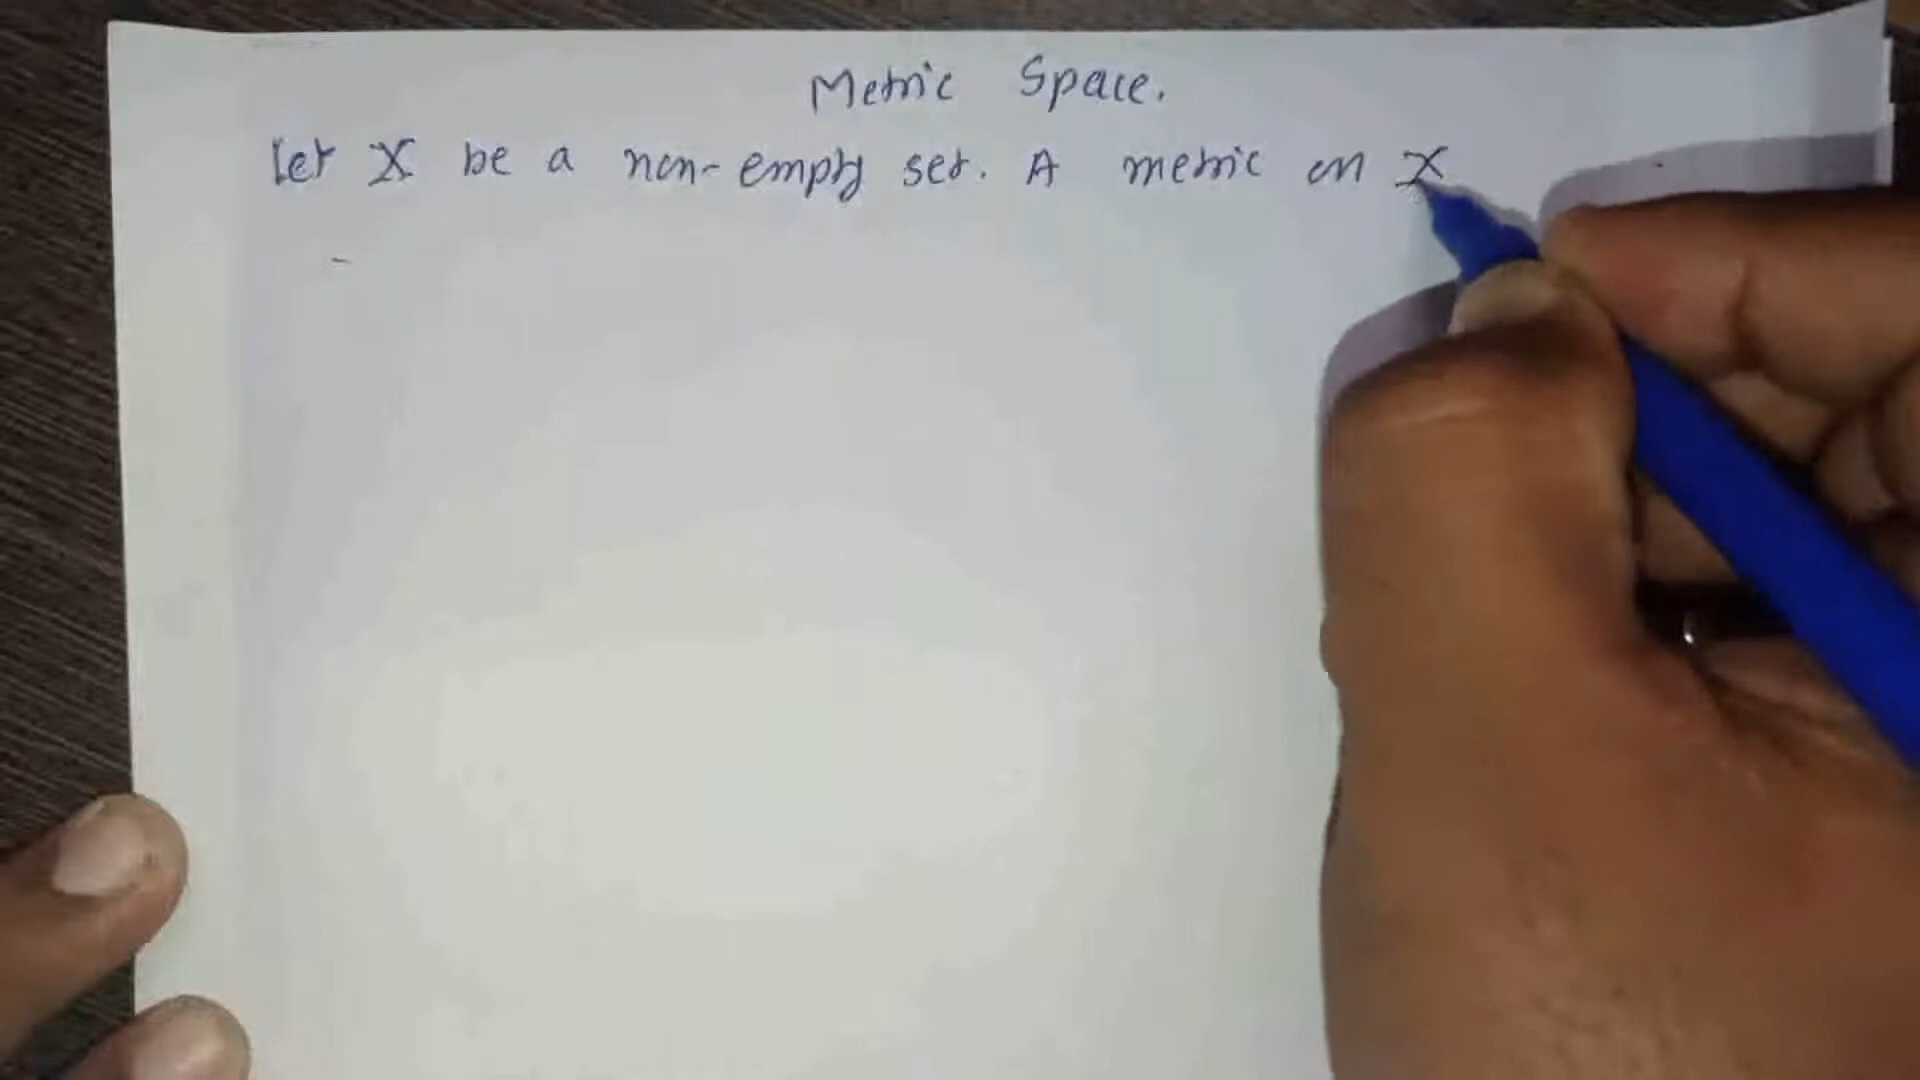 Metric Space.
Let X be a non-empty set. A metric on X